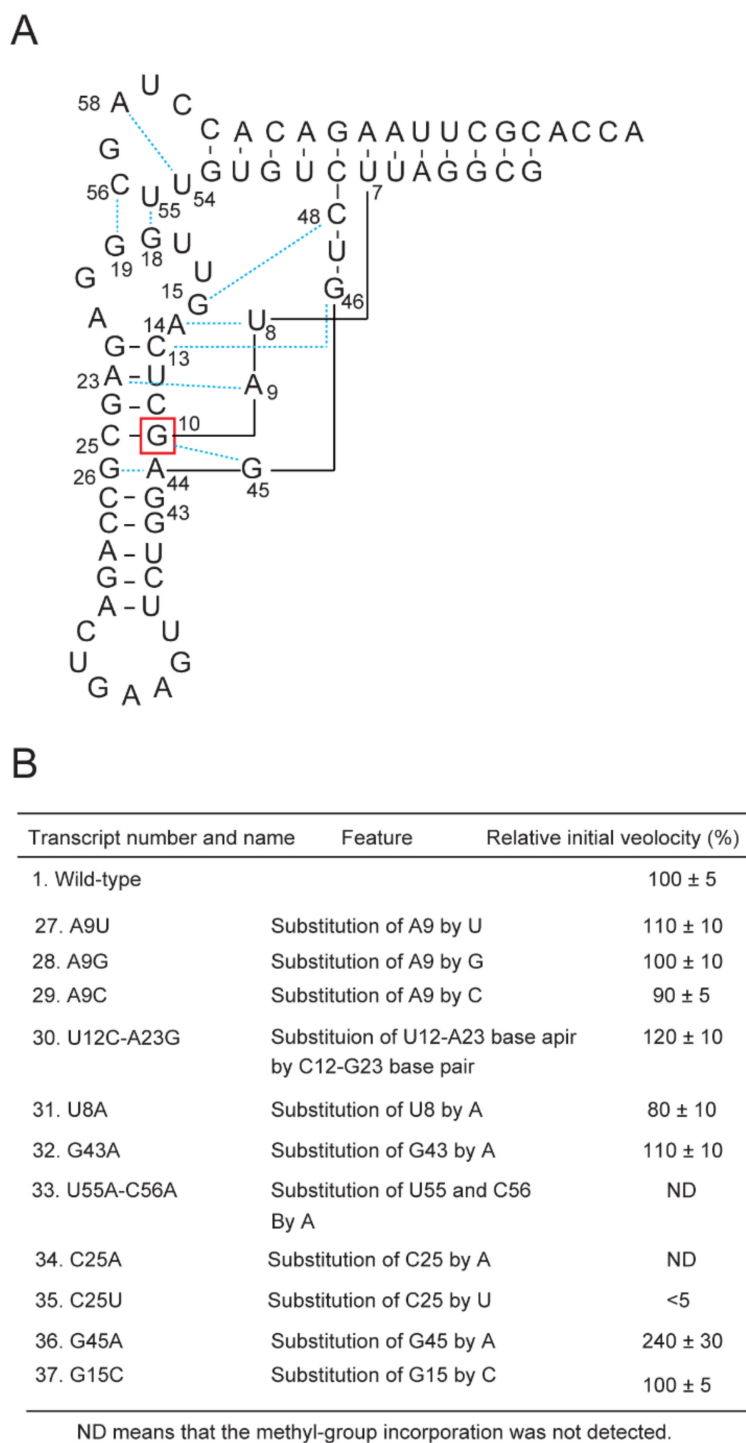 A
58 A U C C A C A G A A U U C G C A C C A
G G U G U C U U A G G C G
56 C U U 54 7
55 48 C
G G U U
19 18 U
G 15 G 46
A 14 A U 8
G C 13
23 A U A 9
G C
10
25 C G
26 G A G
44 45
C G
43
C G
A U
G C
A U
C U
U G
G A A A
B
Transcript number and name Feature Relative initial veolocity (%)
1. Wild-type 100 ± 5
27. A9U Substitution of A9 by U 110 ± 10
28. A9G Substitution of A9 by G 100 ± 10
29. A9C Substitution of A9 by C 90 ± 5
30. U12C-A23G Substituion of U12-A23 base apir 120 ± 10
by C12-G23 base pair
31. U8A Substitution of U8 by A 80 ± 10
32. G43A Substitution of G43 by A 110 ± 10
33. U55A-C56A Substitution of U55 and C56 ND
By A
34. C25A Substitution of C25 by A ND
35. C25U Substitution of C25 by U <5
36. G45A Substitution of G45 by A 240 ± 30
37. G15C Substitution of G15 by C 100 ± 5
ND means that the methyl-group incorporation was not detected.